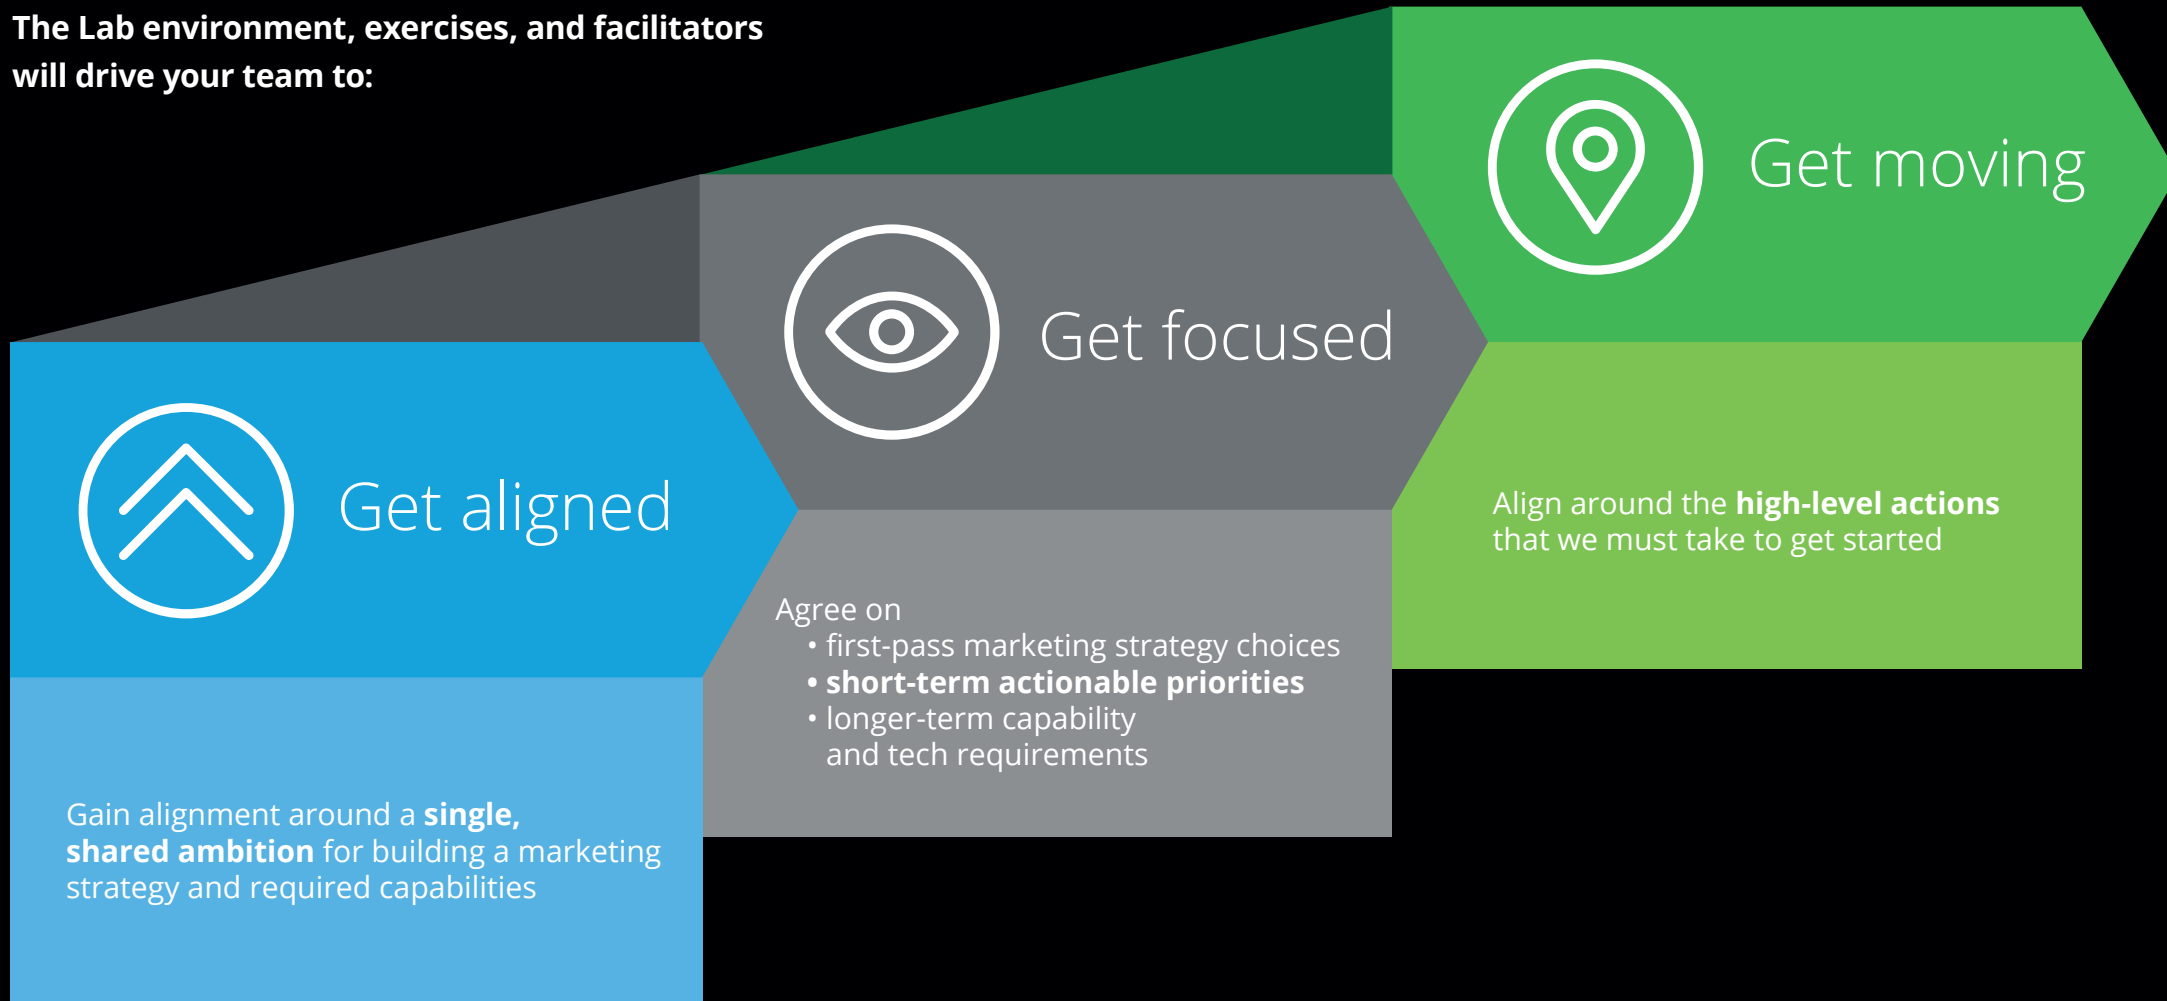 The Lab environment, exercises, and facilitators
will drive your team to:
Get aligned
Gain alignment around a single,
shared ambition for building a marketing
strategy and required capabilities
Get focused
Agree on
• first-pass marketing strategy choices
• short-term actionable priorities
• longer-term capability
and tech requirements
Get moving
Align around the high-level actions
that we must take to get started